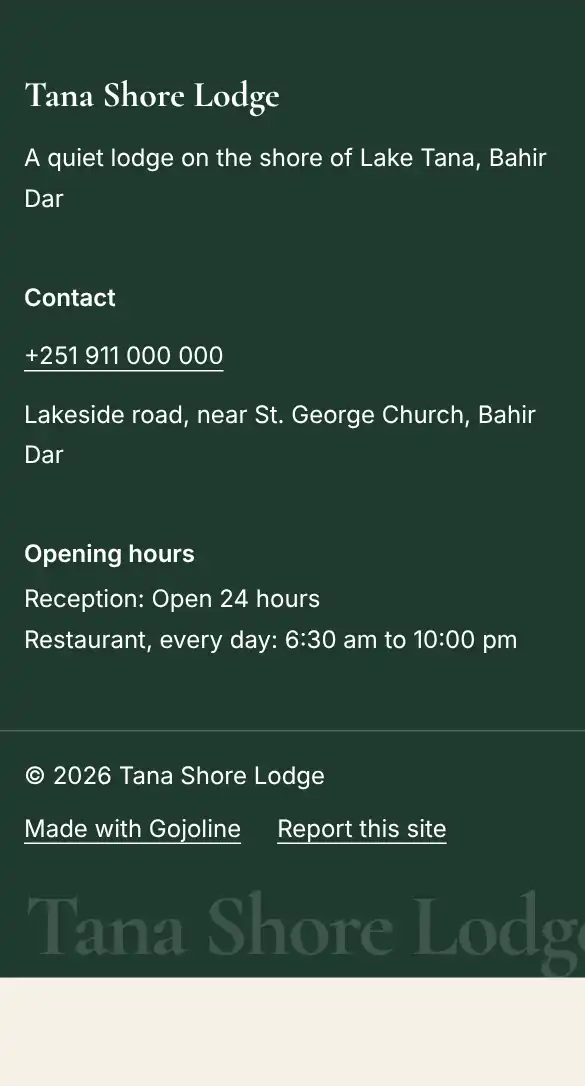 Tana Shore Lodge
A quiet lodge on the shore of Lake Tana, Bahir
Dar
Contact
+251 911 000 000
Lakeside road, near St. George Church, Bahir
Dar
Opening hours
Reception: Open 24 hours
Restaurant, every day: 6:30 am to 10:00 pm
© 2026 Tana Shore Lodge
Made with Gojoline Report this site
Tana Shore Lodge